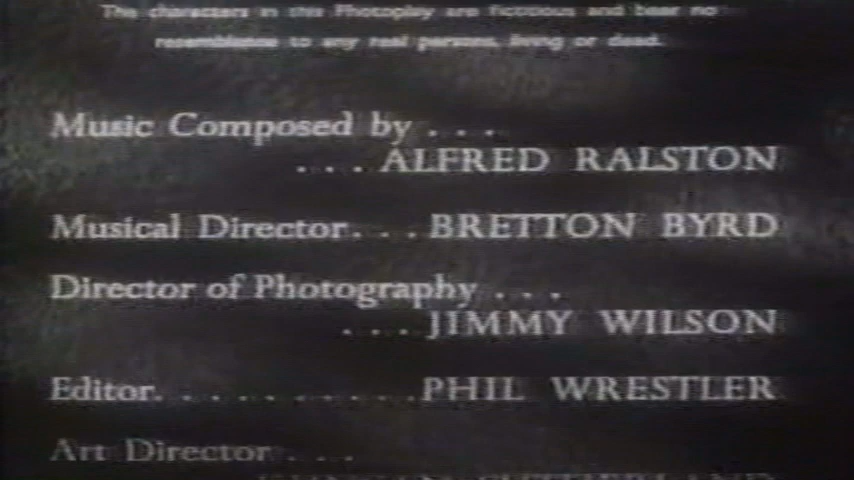 The characters in this Photoplay are fictitious and bear no
resemblance to any real persons, living or dead.
Music Composed by . . .
. . . ALFRED RALSTON
Musical Director. . . . BRETTON BYRD
Director of Photography . . .
. . . . JIMMY WILSON
Editor. . . . . . . . . . PHIL WRESTLER
Art Director . . .